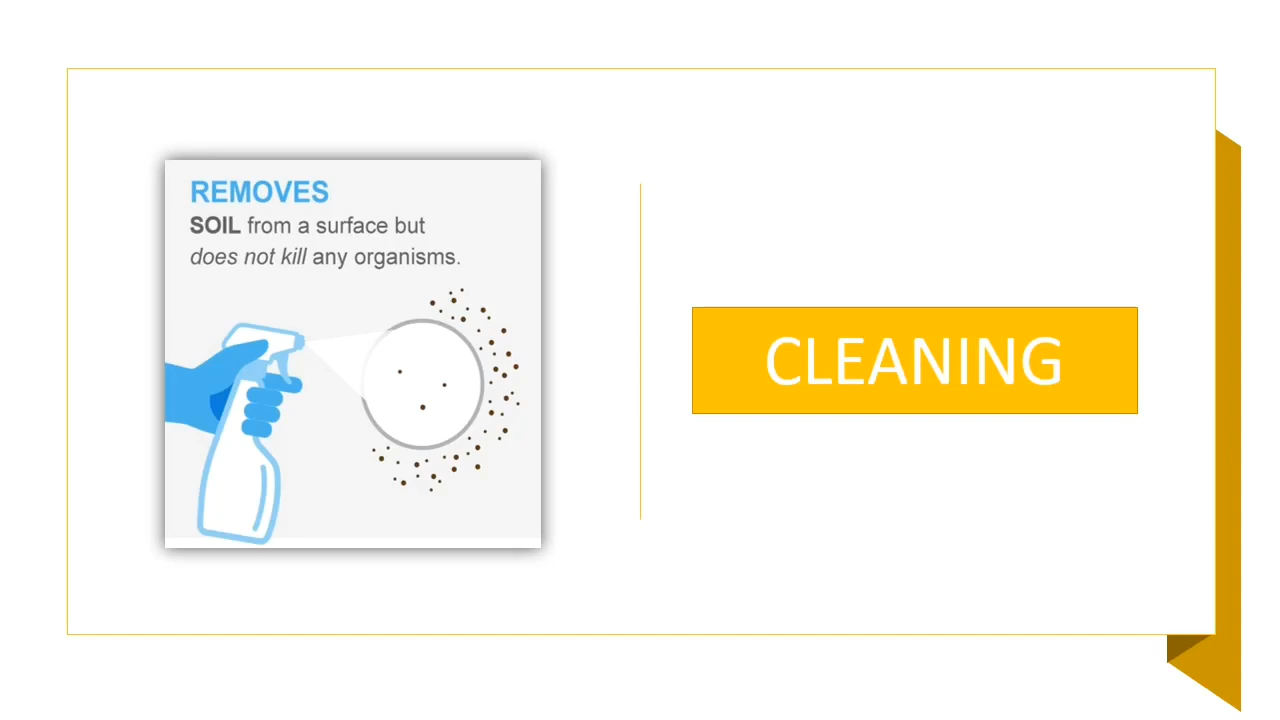 REMOVES
SOIL from a surface but
does not kill any organisms.
CLEANING